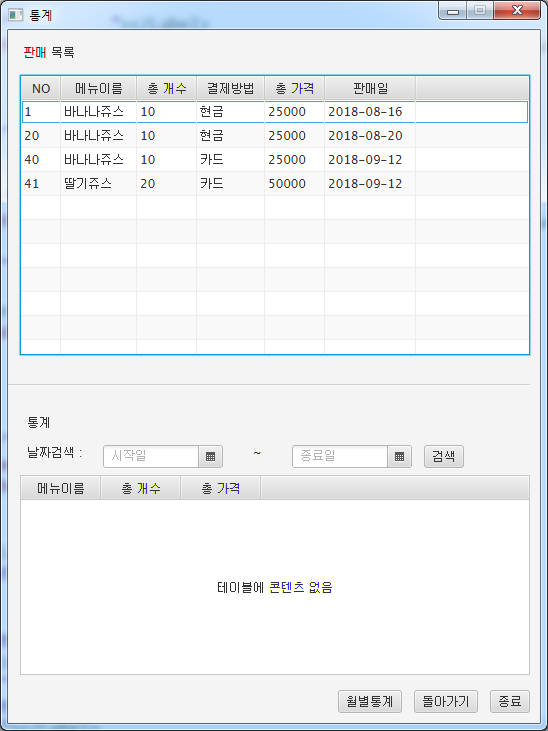 통계
판매 목록
NO 메뉴이름 총 개수 결제방법 총 가격 판매일
1 바나나쥬스 10 현금 25000 2018-08-16
20 바나나쥬스 10 현금 25000 2018-08-20
40 바나나쥬스 10 카드 25000 2018-09-12
41 딸기쥬스 20 카드 50000 2018-09-12
통계
날짜검색 : 시작일 ~ 종료일 검색
메뉴이름 총 개수 총 가격
테이블에 콘텐츠 없음
월별통계 돌아가기 종료